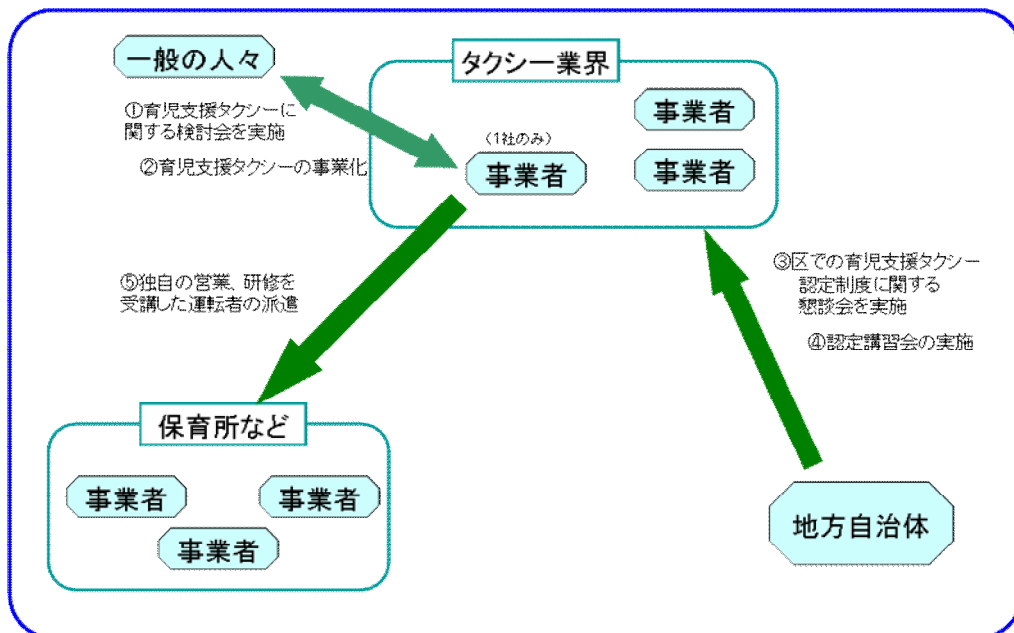 一般の人々
①育児支援タクシーに
関する検討会を実施
②育児支援タクシーの事業化
タクシー業界
事業者
(1社のみ)
事業者
事業者
③区での育児支援タクシー
認定制度に関する
懇談会を実施
④認定講習会の実施
⑤独自の営業、研修を
受講した運転者の派遣
保育所など
事業者
事業者
事業者
地方自治体